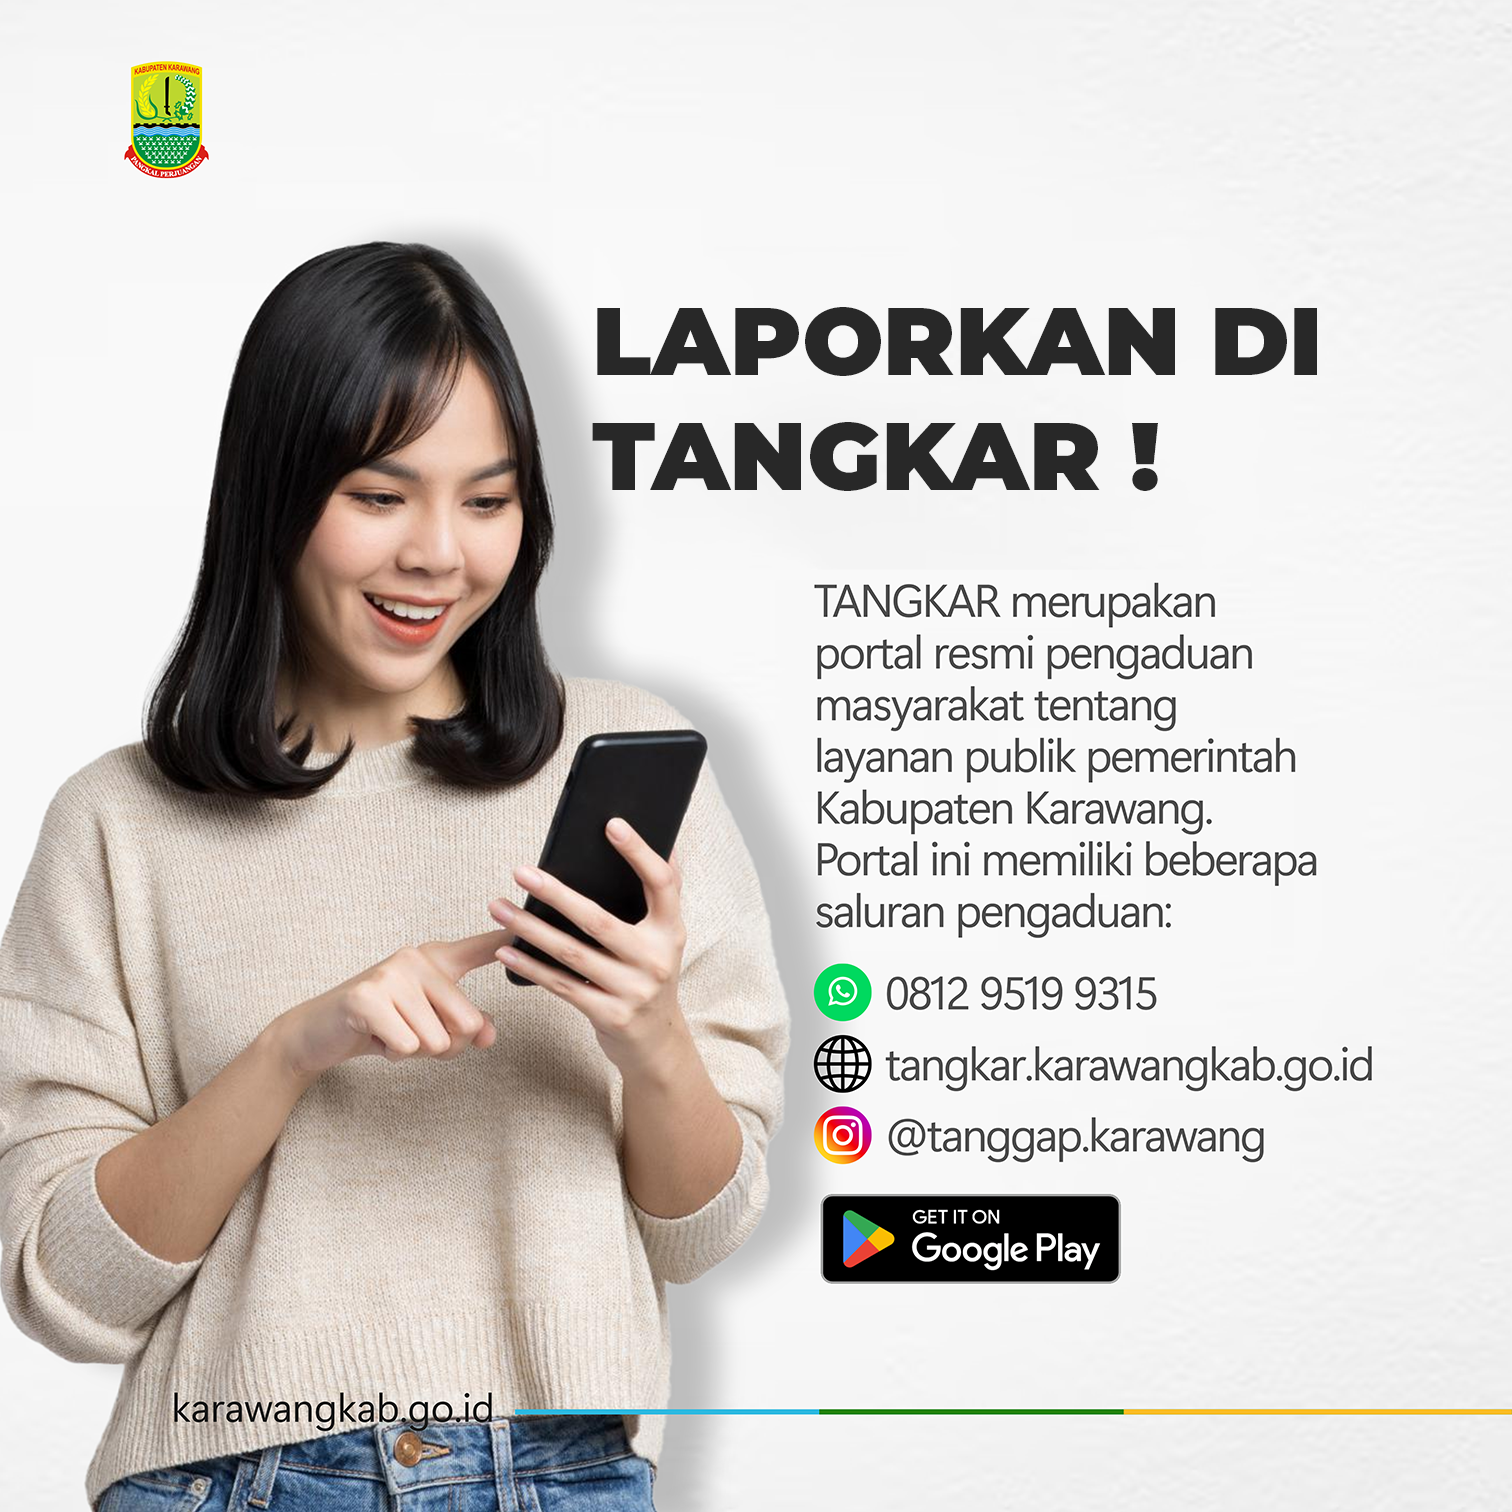 KABUPATEN KARAWANG
PANGKAL PERJUANGAN
LAPORKAN DI
TANGKAR !
TANGKAR merupakan
portal resmi pengaduan
masyarakat tentang
layanan publik pemerintah
Kabupaten Karawang.
Portal ini memiliki beberapa
saluran pengaduan:
0812 9519 9315
tangkar.karawangkab.go.id
@tanggap.karawang
GET IT ON
Google Play
karawangkab.go.id